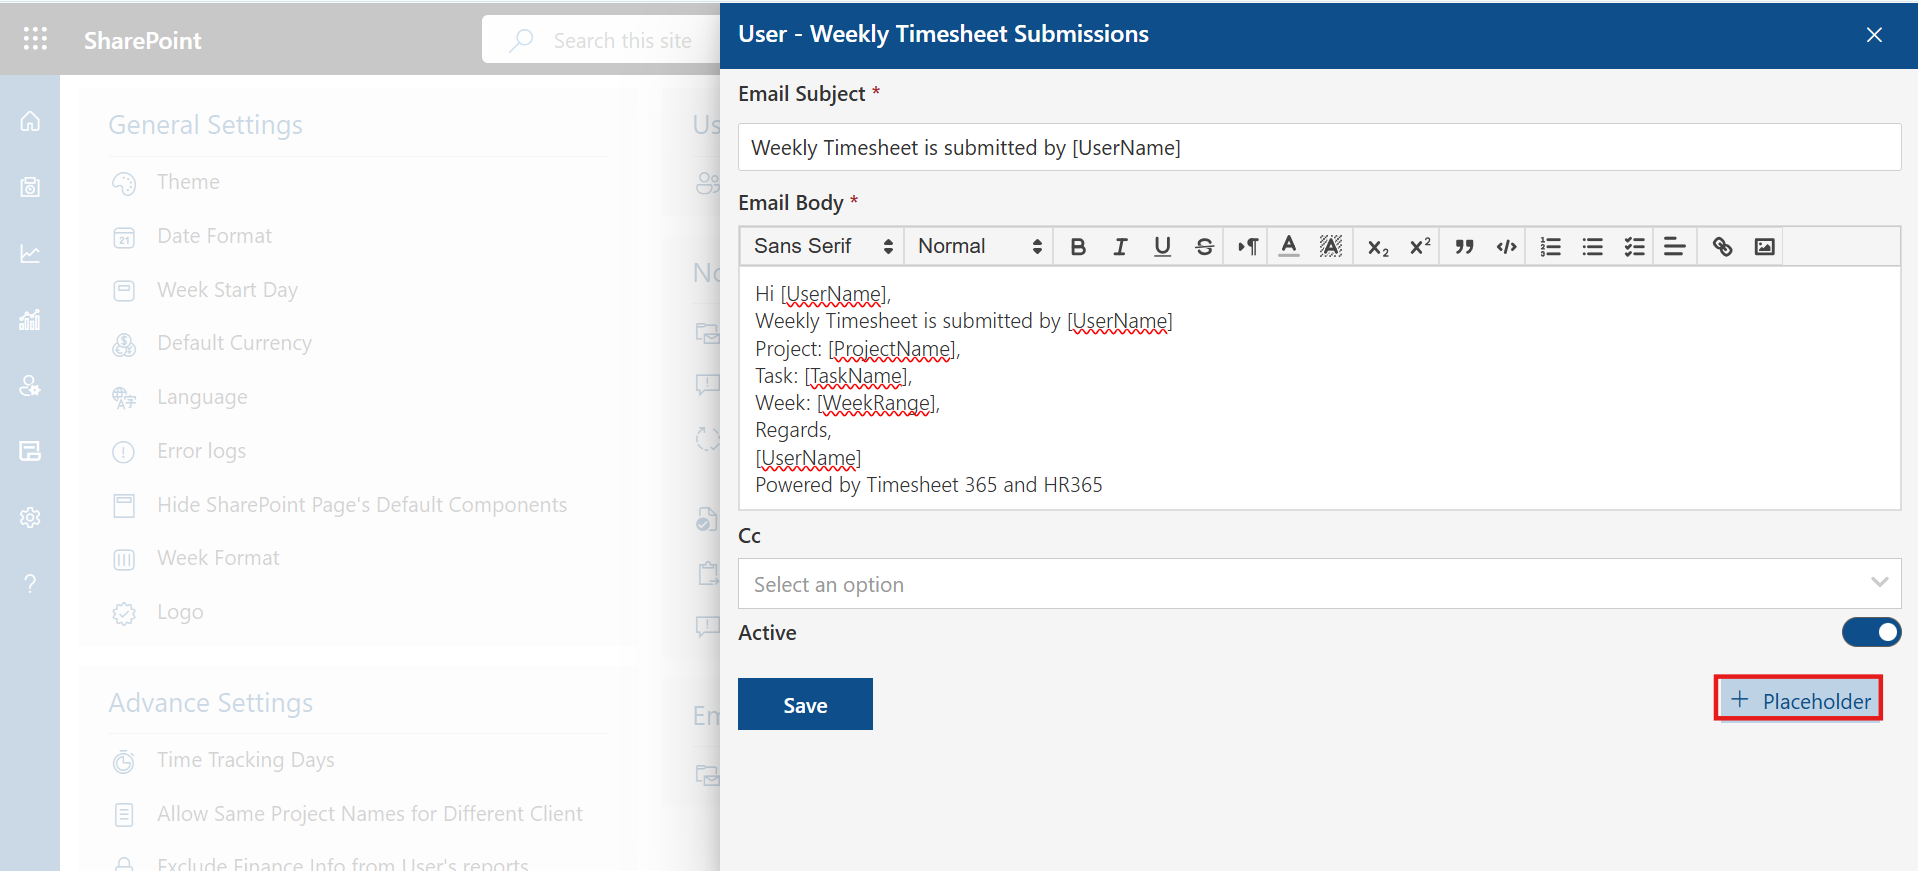 SharePoint
Search this site
General Settings
Theme
Date Format
Week Start Day
Default Currency
Language
Error logs
Hide SharePoint Page's Default Components
Week Format
Logo
Advance Settings
Time Tracking Days
Allow Same Project Names for Different Client
Exclude Finance Info from User's reports
Us
No
Em
User - Weekly Timesheet Submissions
Email Subject *
Weekly Timesheet is submitted by [UserName]
Email Body *
Sans Serif Normal
Hi [UserName],
Weekly Timesheet is submitted by [UserName]
Project: [ProjectName],
Task: [TaskName],
Week: [WeekRange],
Regards,
[UserName]
Powered by Timesheet 365 and HR365
Cc
Select an option
Active
Save
+ Placeholder